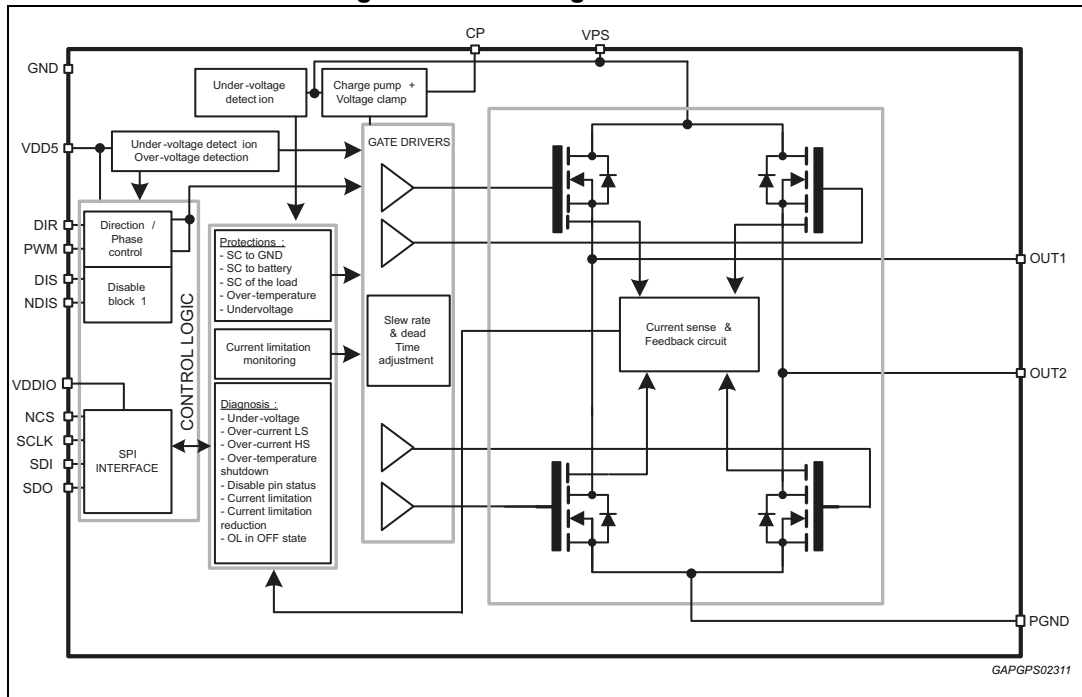 CP
VPS
GND
Under-voltage
detect ion
Charge pump +
Voltage clamp
VDD5
Under-voltage detect ion
Over-voltage detection
GATE DRIVERS
DIR
PWM
Direction /
Phase
control
DIS
NDIS
Disable
block 1
CONTROL LOGIC
Protections :
- SC to GND
- SC to battery
- SC of the load
- Over-temperature
- Undervoltage
Current limitation
monitoring
Slew rate
& dead
Time
adjustment
Current sense &
Feedback circuit
OUT1
OUT2
VDDIO
NCS
SCLK
SDI
SDO
SPI
INTERFACE
Diagnosis :
- Under-voltage
- Over-current LS
- Over-current HS
- Over-temperature
shutdown
- Disable pin status
- Current limitation
- Current limitation
reduction
- OL in OFF state
PGND
GAPGPS02311